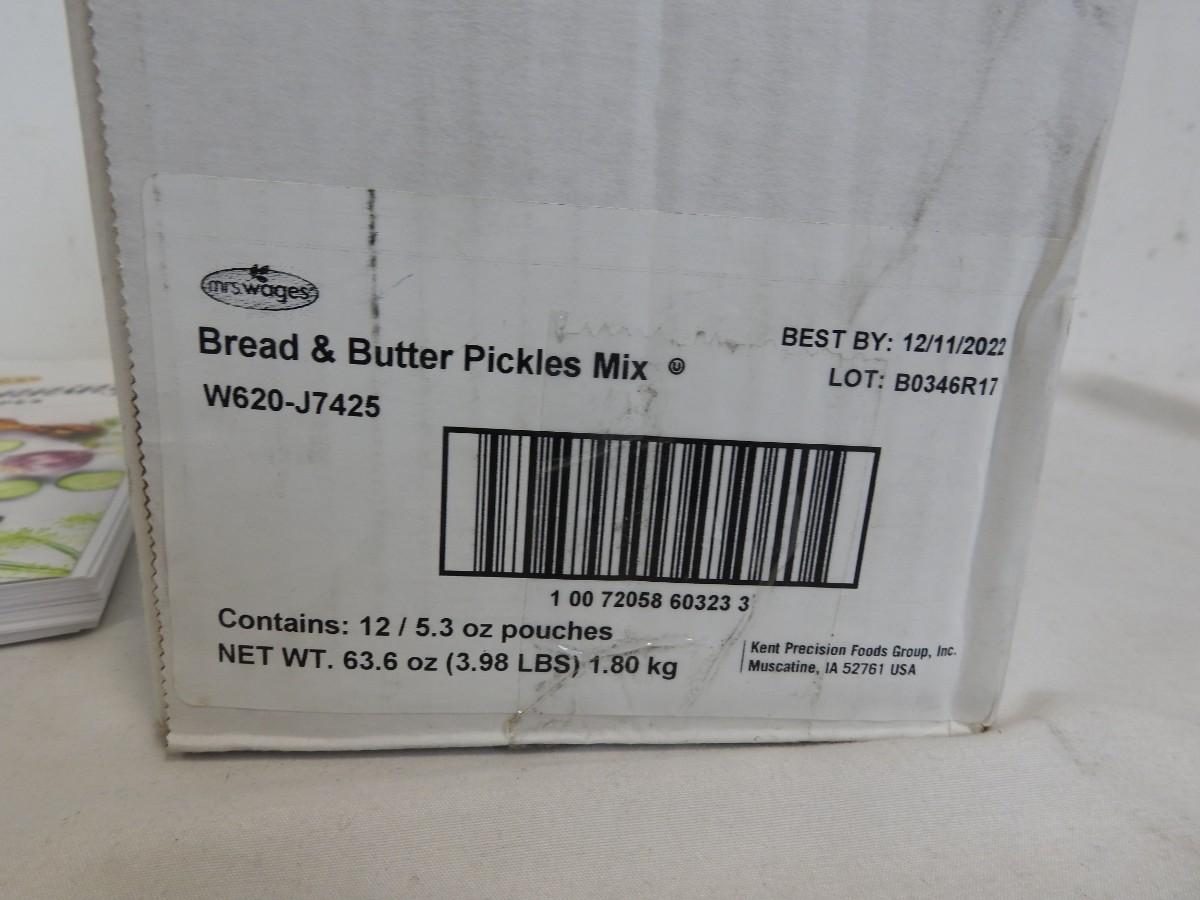 mrs.wages
Bread & Butter Pickles Mix Ⓤ
W620-J7425
BEST BY: 12/11/2022
LOT: B0346R17
1 00 72058 60323 3
Contains: 12 / 5.3 oz pouches
NET WT. 63.6 oz (3.98 LBS) 1.80 kg
Kent Precision Foods Group, Inc.
Muscatine, IA 52761 USA